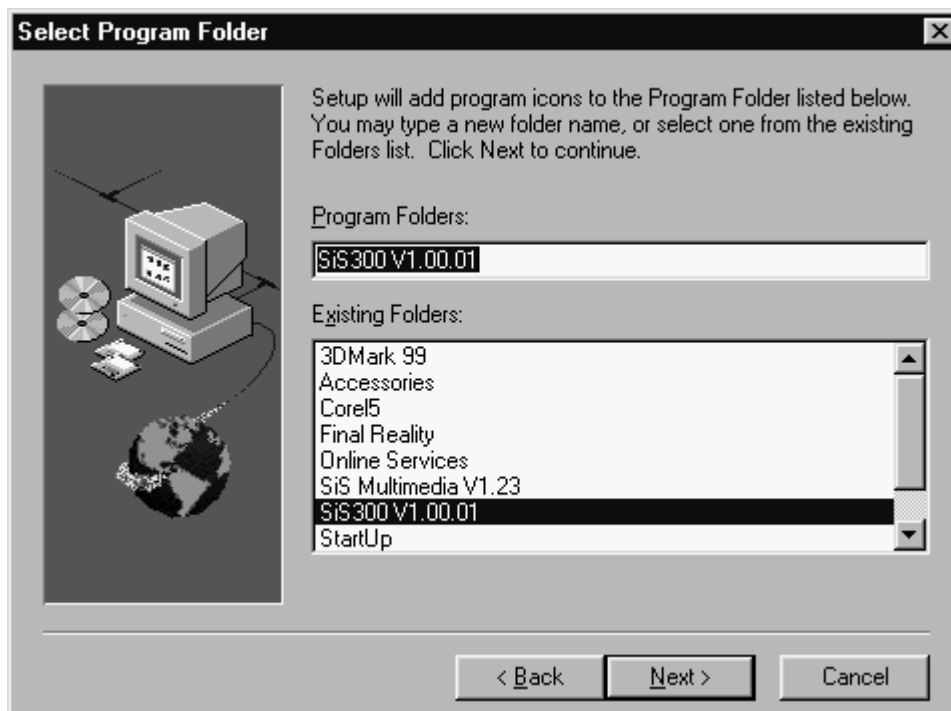 Select Program Folder
Setup will add program icons to the Program Folder listed below.
You may type a new folder name, or select one from the existing
Folders list.  Click Next to continue.
Program Folders:
SiS300 V1.00.01
Existing Folders:
3DMark 99
Accessories
Corel5
Final Reality
Online Services
SiS Multimedia V1.23
SiS300 V1.00.01
StartUp
< Back
Next >
Cancel